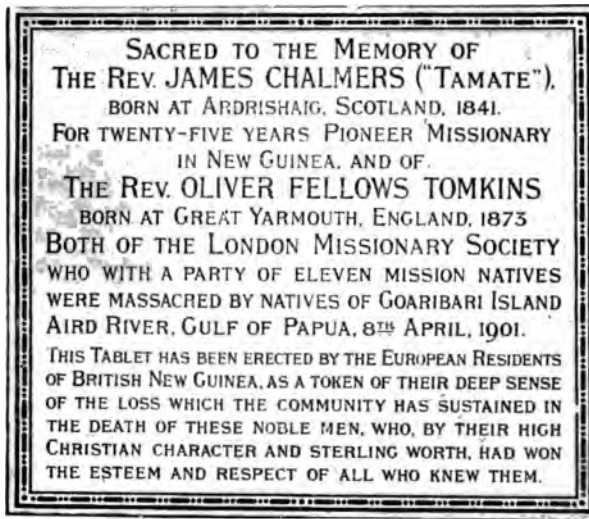 SACRED TO THE MEMORY OF
THE REV. JAMES CHALMERS ("TAMATE"),
BORN AT ARDRISHAIG, SCOTLAND, 1841.
FOR TWENTY-FIVE YEARS PIONEER MISSIONARY
IN NEW GUINEA, AND OF
THE REV. OLIVER FELLOWS TOMKINS
BORN AT GREAT YARMOUTH, ENGLAND, 1873
BOTH OF THE LONDON MISSIONARY SOCIETY
WHO WITH A PARTY OF ELEVEN MISSION NATIVES
WERE MASSACRED BY NATIVES OF GOARIBARI ISLAND
AIRD RIVER, GULF OF PAPUA, 8TH APRIL, 1901.
THIS TABLET HAS BEEN ERECTED BY THE EUROPEAN RESIDENTS
OF BRITISH NEW GUINEA, AS A TOKEN OF THEIR DEEP SENSE
OF THE LOSS WHICH THE COMMUNITY HAS SUSTAINED IN
THE DEATH OF THESE NOBLE MEN, WHO, BY THEIR HIGH
CHRISTIAN CHARACTER AND STERLING WORTH, HAD WON
THE ESTEEM AND RESPECT OF ALL WHO KNEW THEM.